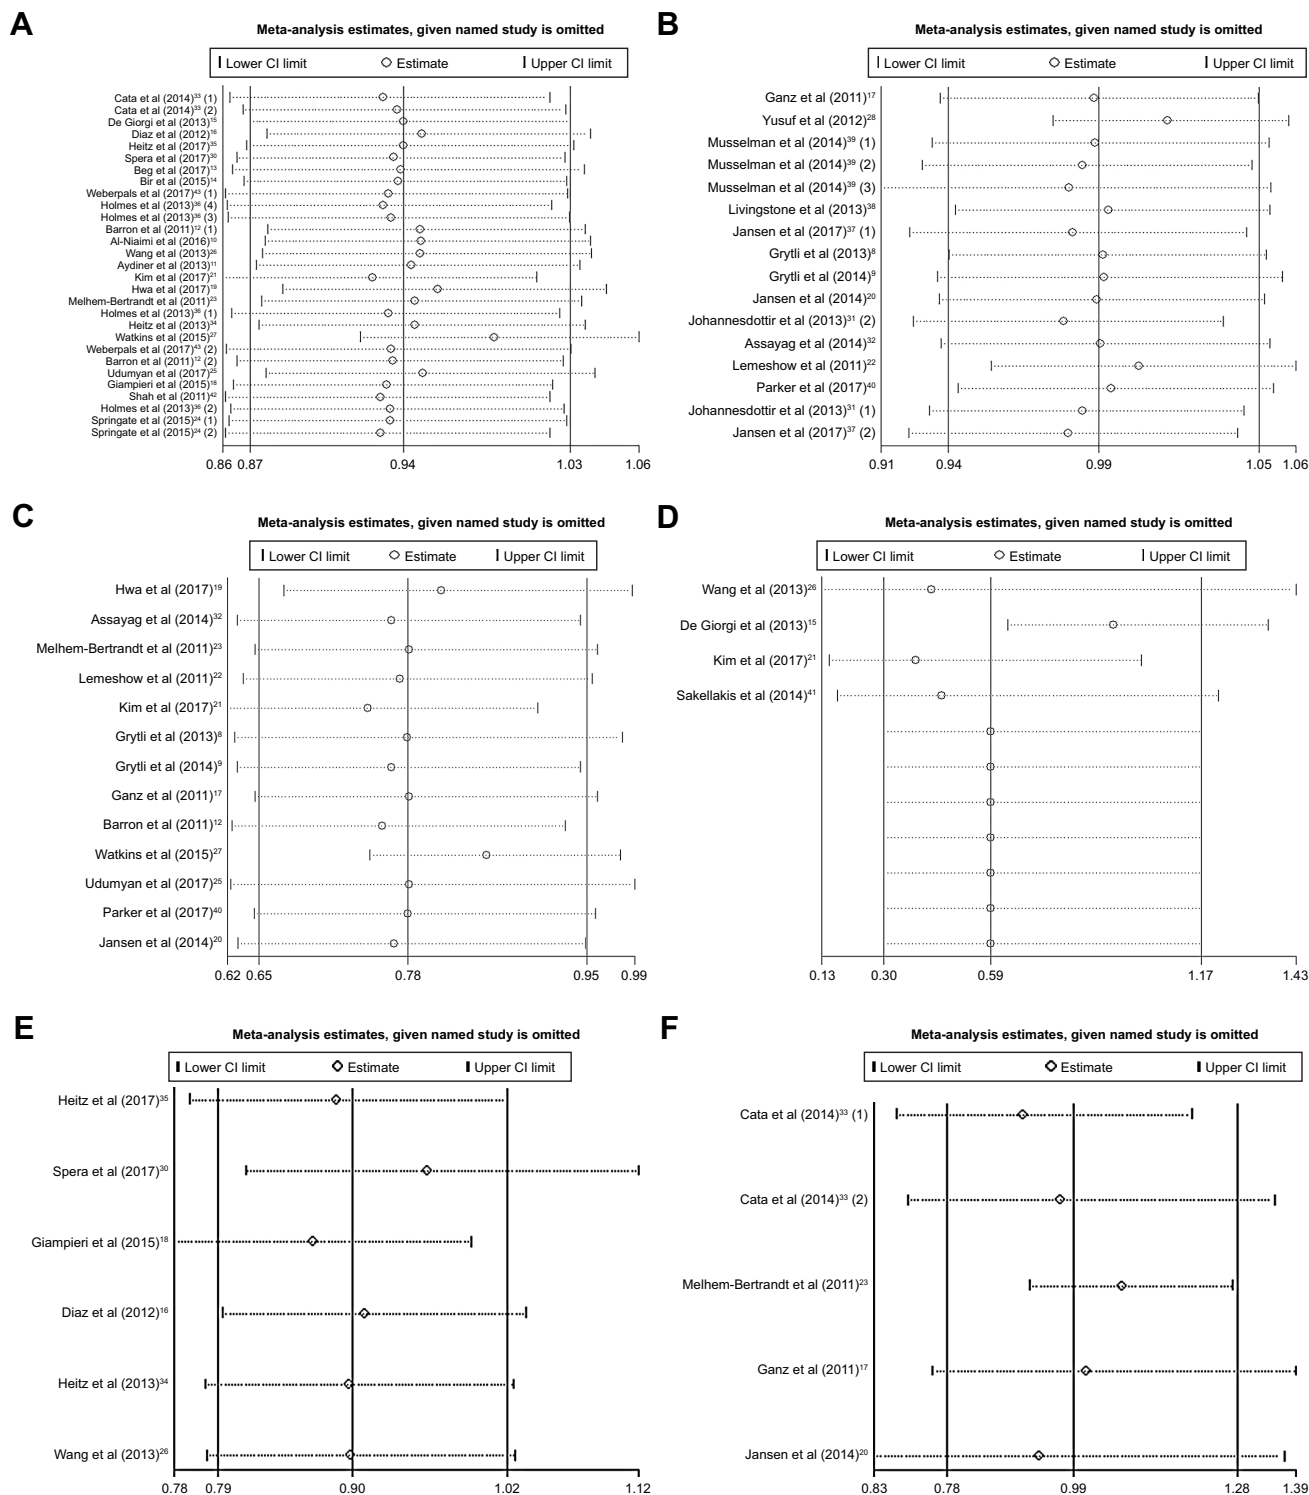 A
Meta-analysis estimates, given named study is omitted
Lower CI limit Estimate Upper CI limit
Cata et al (2014)³³ (1)
Cata et al (2014)³³ (2)
De Giorgi et al (2013)¹⁵
Diaz et al (2012)¹⁶
Heitz et al (2017)³⁵
Spera et al (2017)³⁰
Beg et al (2017)¹³
Bir et al (2015)¹⁴
Weberpals et al (2017)⁴³ (1)
Holmes et al (2013)³⁶ (4)
Holmes et al (2013)³⁶ (3)
Barron et al (2011)¹² (1)
Al-Niaimi et al (2016)¹⁰
Wang et al (2013)²⁶
Aydiner et al (2013)¹¹
Kim et al (2017)²¹
Hwa et al (2017)¹⁹
Melhem-Bertrandt et al (2011)²³
Holmes et al (2013)³⁶ (1)
Heitz et al (2013)³⁴
Watkins et al (2015)²⁷
Weberpals et al (2017)⁴³ (2)
Barron et al (2011)¹² (2)
Udumyan et al (2017)²⁵
Giampieri et al (2015)¹⁸
Shah et al (2011)⁴²
Holmes et al (2013)³⁶ (2)
Springate et al (2015)²⁴ (1)
Springate et al (2015)²⁴ (2)
0.86 0.87 0.94 1.03 1.06
B
Meta-analysis estimates, given named study is omitted
Lower CI limit Estimate Upper CI limit
Ganz et al (2011)¹⁷
Yusuf et al (2012)²⁸
Musselman et al (2014)³⁹ (1)
Musselman et al (2014)³⁹ (2)
Musselman et al (2014)³⁹ (3)
Livingstone et al (2013)³⁸
Jansen et al (2017)³⁷ (1)
Grytli et al (2013)⁸
Grytli et al (2014)⁹
Jansen et al (2014)²⁰
Johannesdottir et al (2013)³¹ (2)
Assayag et al (2014)³²
Lemeshow et al (2011)²²
Parker et al (2017)⁴⁰
Johannesdottir et al (2013)³¹ (1)
Jansen et al (2017)³⁷ (2)
0.91 0.94 0.99 1.05 1.06
C
Meta-analysis estimates, given named study is omitted
Lower CI limit Estimate Upper CI limit
Hwa et al (2017)¹⁹
Assayag et al (2014)³²
Melhem-Bertrandt et al (2011)²³
Lemeshow et al (2011)²²
Kim et al (2017)²¹
Grytli et al (2013)⁸
Grytli et al (2014)⁹
Ganz et al (2011)¹⁷
Barron et al (2011)¹²
Watkins et al (2015)²⁷
Udumyan et al (2017)²⁵
Parker et al (2017)⁴⁰
Jansen et al (2014)²⁰
0.62 0.65 0.78 0.95 0.99
D
Meta-analysis estimates, given named study is omitted
Lower CI limit Estimate Upper CI limit
Wang et al (2013)²⁶
De Giorgi et al (2013)¹⁵
Kim et al (2017)²¹
Sakellakis et al (2014)⁴¹
0.13 0.30 0.59 1.17 1.43
E
Meta-analysis estimates, given named study is omitted
Lower CI limit Estimate Upper CI limit
Heitz et al (2017)³⁵
Spera et al (2017)³⁰
Giampieri et al (2015)¹⁸
Diaz et al (2012)¹⁶
Heitz et al (2013)³⁴
Wang et al (2013)²⁶
0.78 0.79 0.90 1.02 1.12
F
Meta-analysis estimates, given named study is omitted
Lower CI limit Estimate Upper CI limit
Cata et al (2014)³³ (1)
Cata et al (2014)³³ (2)
Melhem-Bertrandt et al (2011)²³
Ganz et al (2011)¹⁷
Jansen et al (2014)²⁰
0.83 0.78 0.99 1.28 1.39